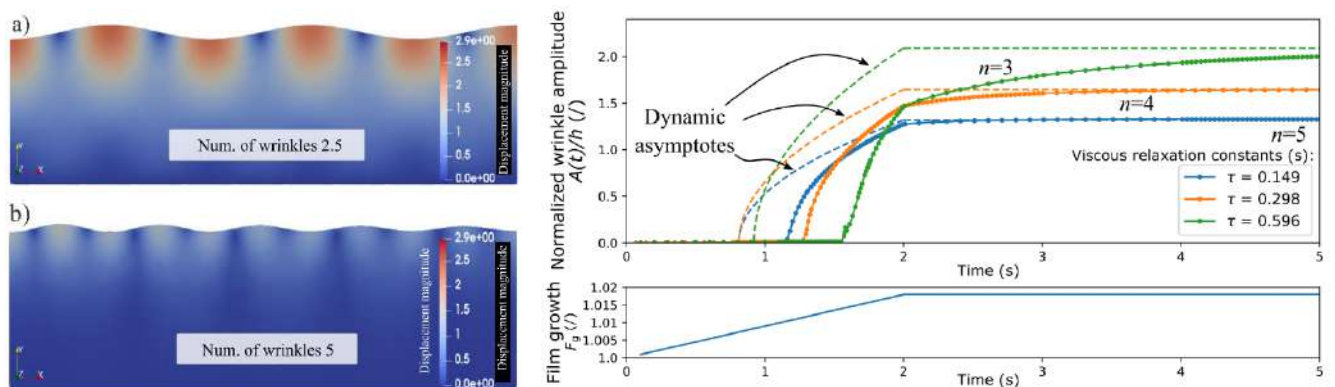 a)
2.9e+00
2.5
2
1.5
1
0.5
0.0e+00
Displacement magnitude
Num. of wrinkles 2.5
Y
X
b)
2.9e+00
2.5
2
1.5
1
0.5
0.0e+00
Displacement magnitude
Displacement magnitude
Num. of wrinkles 5
Y
X
Normalized wrinkle amplitude
A(t)/h (/)
2.0
1.5
1.0
0.5
0.0
n=3
n=4
n=5
Dynamic
asymptotes
Viscous relaxation constants (s):
τ = 0.149
τ = 0.298
τ = 0.596
0 1 2 3 4 5
Time (s)
Film growth
F_g (/)
1.02
1.015
1.01
1.005
1.0
0 1 2 3 4 5
Time (s)